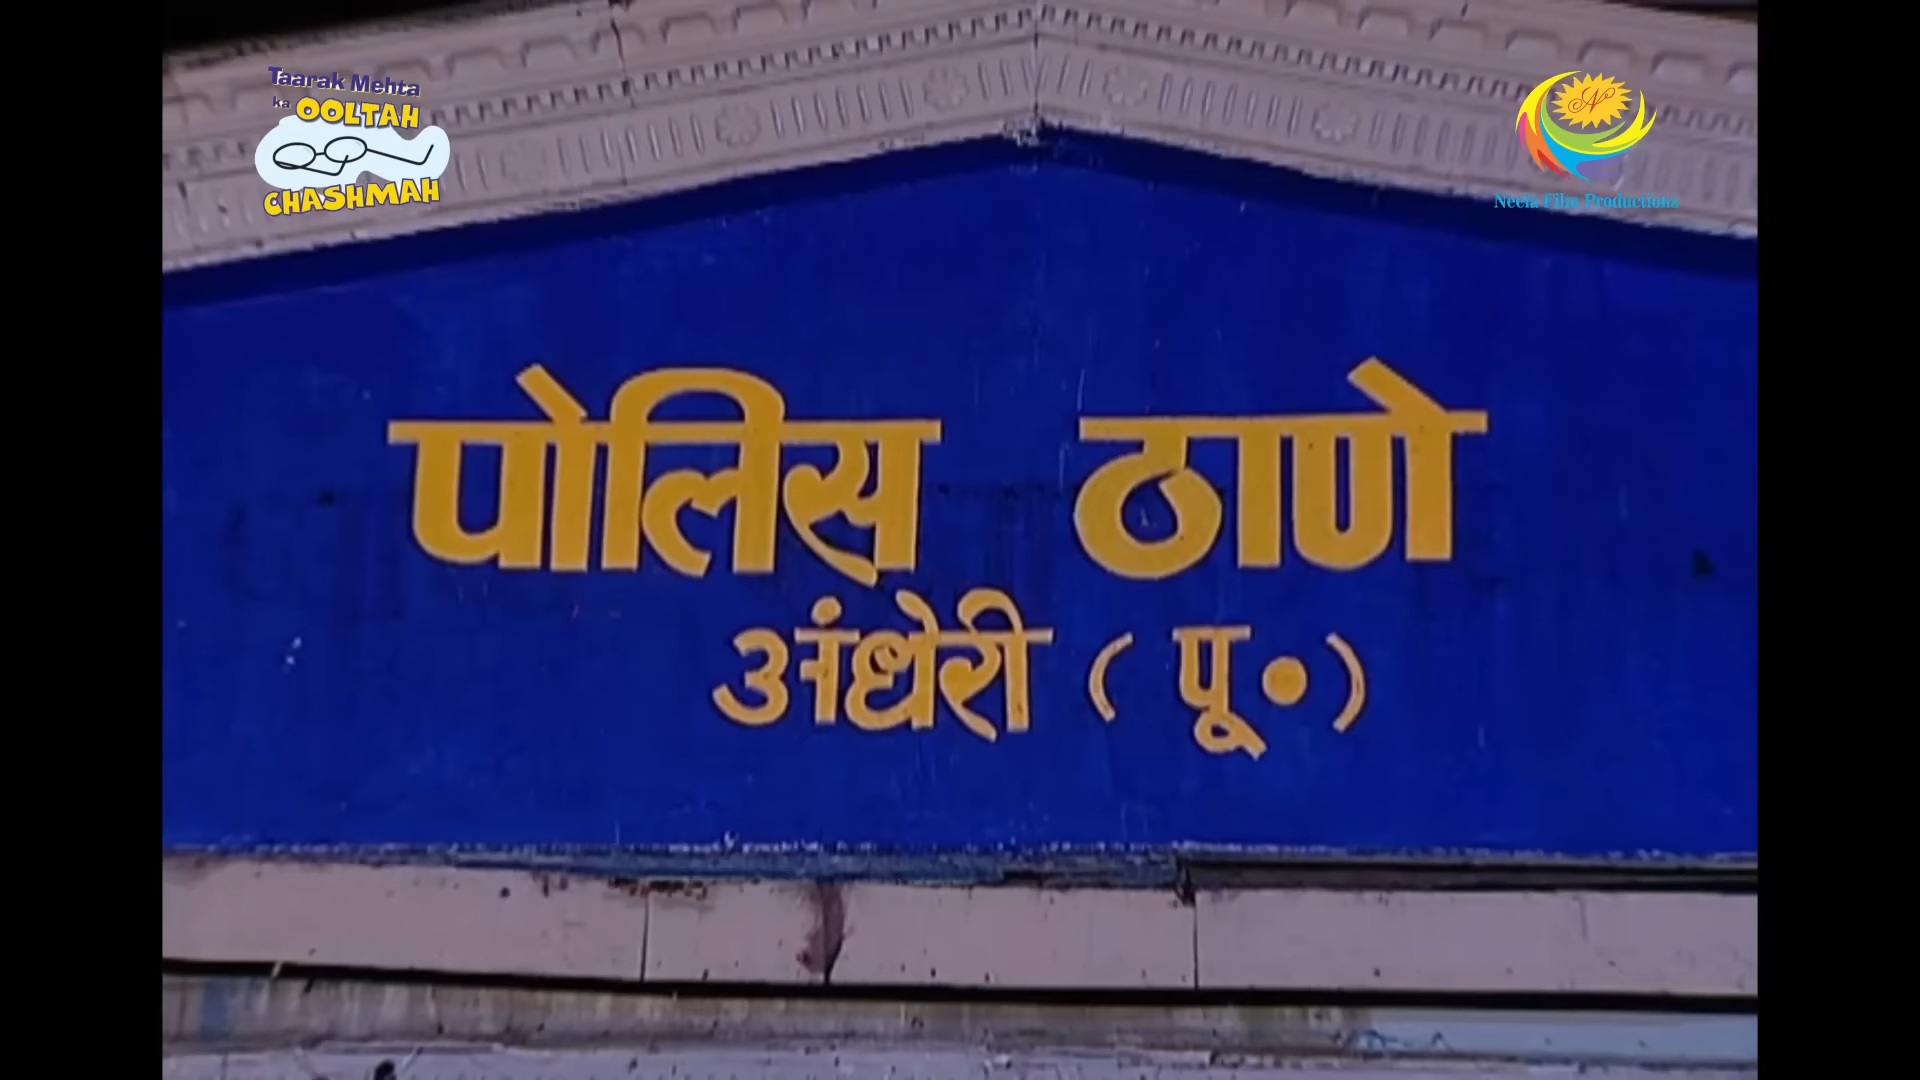 Taarak Mehta
ka OOLTAH
CHASHMAH
Neela Film Productions
पोलिस ठाणे
अंधेरी ( पू॰ )